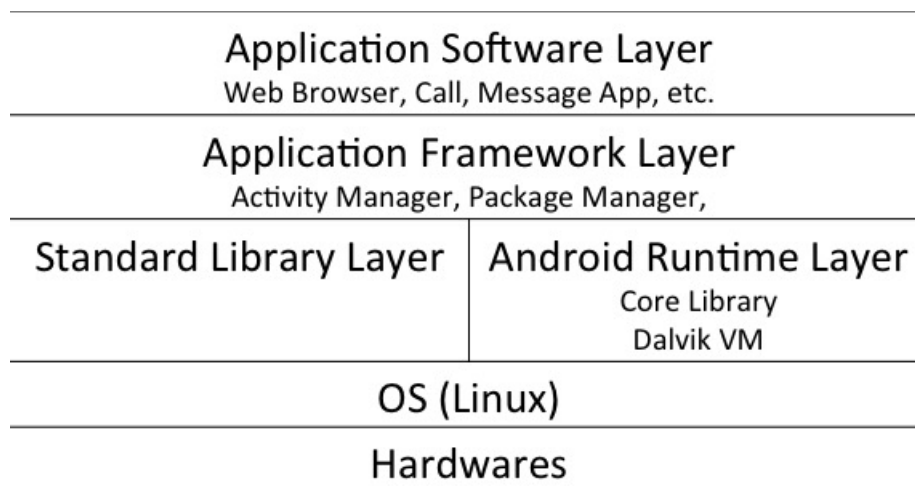 Application Software Layer
Web Browser, Call, Message App, etc.
Application Framework Layer
Activity Manager, Package Manager,
Standard Library Layer
Android Runtime Layer
Core Library
Dalvik VM
OS (Linux)
Hardwares